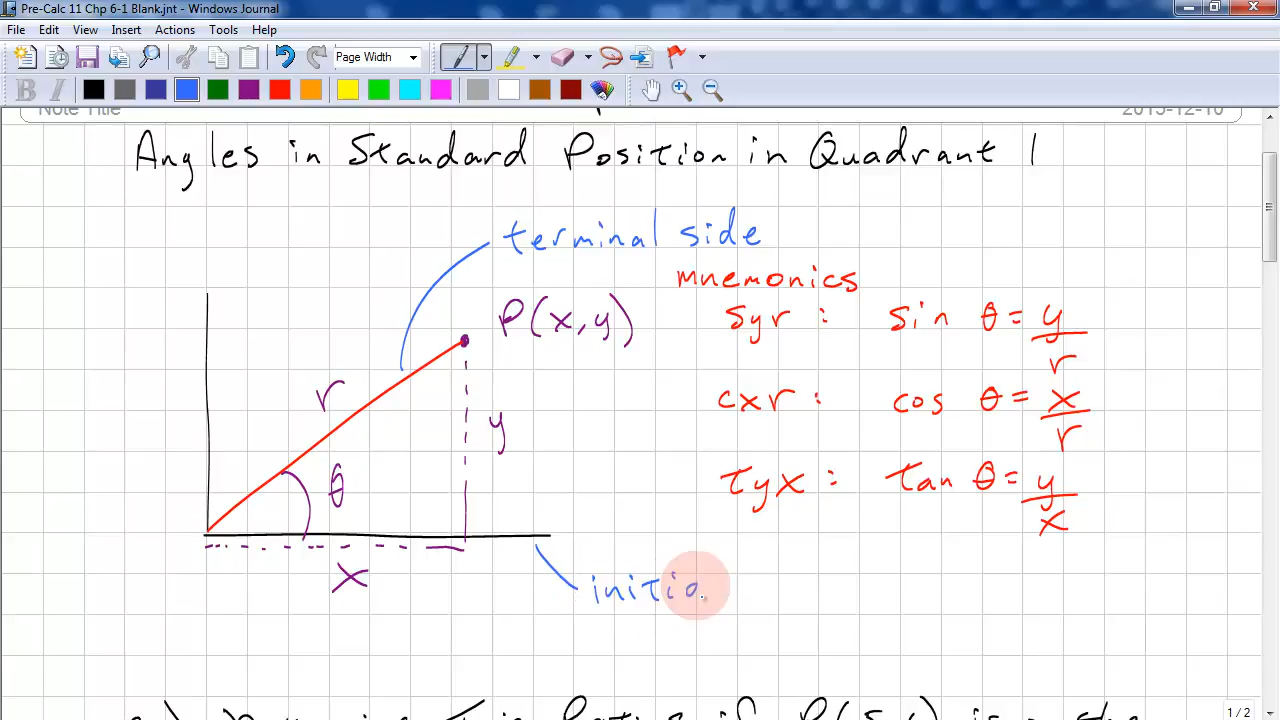 Pre-Calc 11 Chp 6-1 Blank.jnt - Windows Journal
File Edit View Insert Actions Tools Help
Page Width
Note Title
2015-12-10
Angles in Standard Position in Quadrant 1
terminal side
mnemonics
P(x,y)
syr : sin θ = y/r
r
cxr : cos θ = x/r
y
θ
tyx : tan θ = y/x
x
initia
1/2